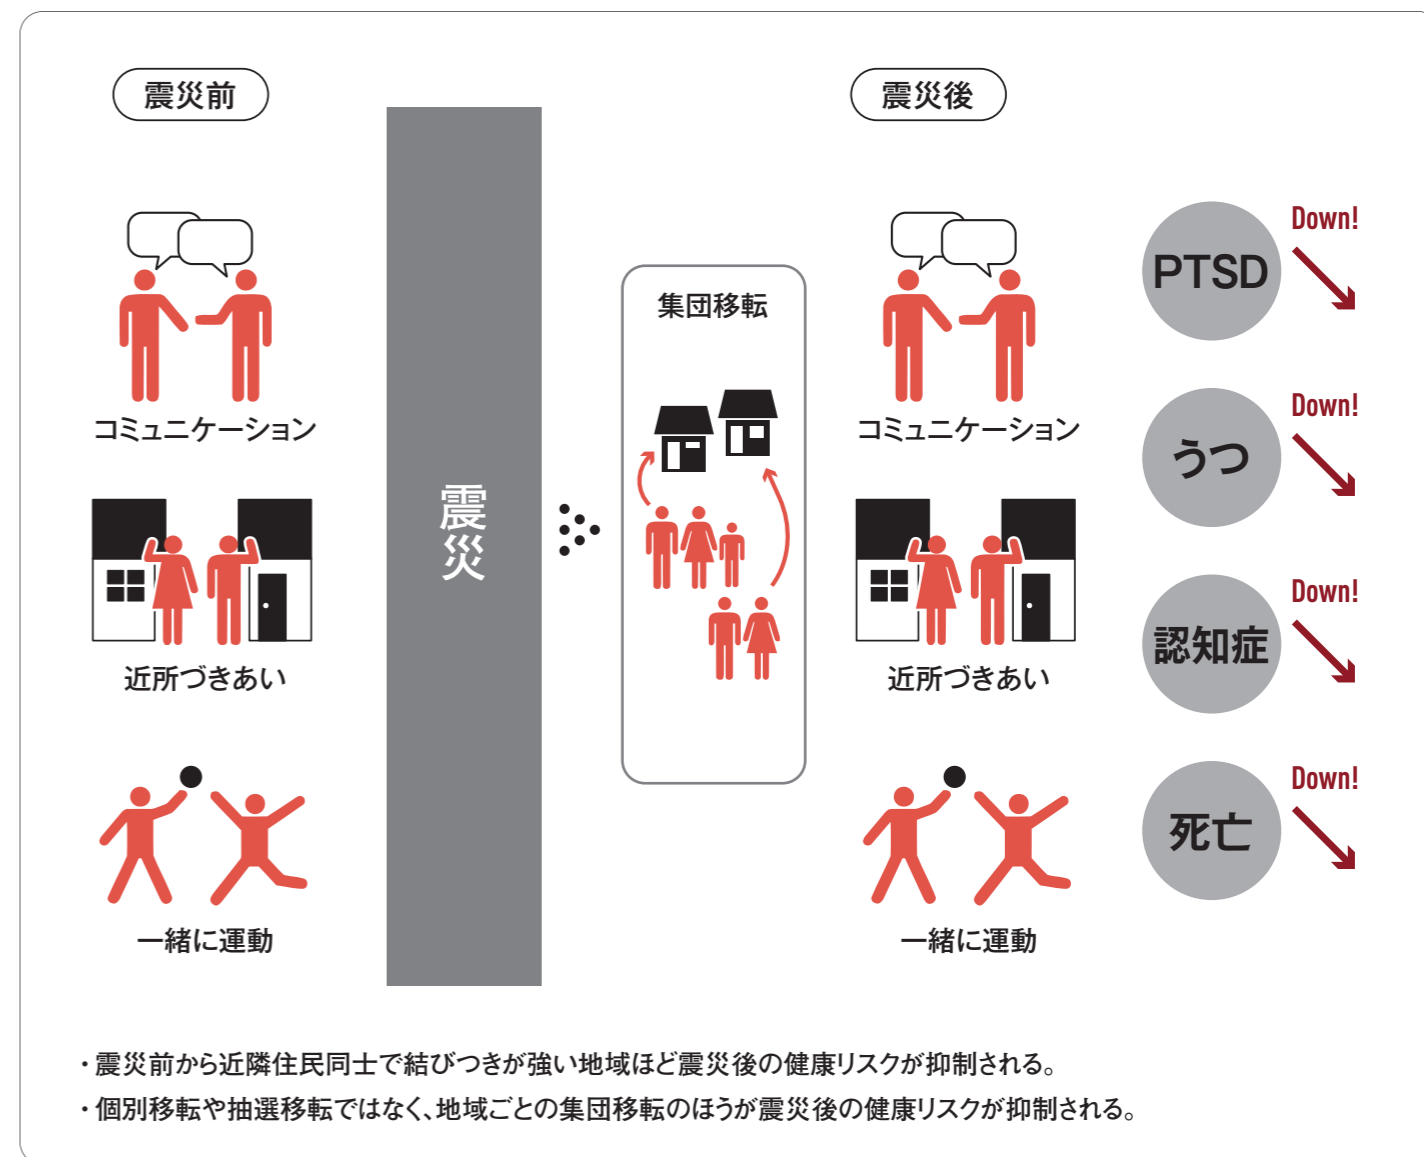 震災前
コミュニケーション
近所づきあい
一緒に運動
震災
集団移転
震災後
コミュニケーション
近所づきあい
一緒に運動
PTSD
Down!
うつ
Down!
認知症
Down!
死亡
Down!
・震災前から近隣住民同士で結びつきが強い地域ほど震災後の健康リスクが抑制される。
・個別移転や抽選移転ではなく、地域ごとの集団移転のほうが震災後の健康リスクが抑制される。